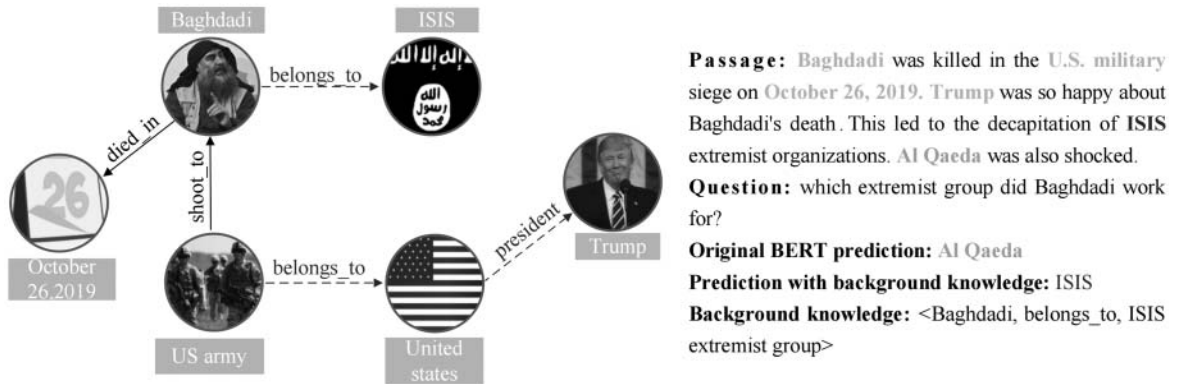 Baghdadi
ISIS
belongs_to
died_in
shoot_to
26
October
26,2019
US army
belongs_to
United
states
president
Trump
الله
رسول
محمد
Passage: Baghdadi was killed in the U.S. military
siege on October 26, 2019. Trump was so happy about
Baghdadi's death. This led to the decapitation of ISIS
extremist organizations. Al Qaeda was also shocked.
Question: which extremist group did Baghdadi work
for?
Original BERT prediction: Al Qaeda
Prediction with background knowledge: ISIS
Background knowledge: <Baghdadi, belongs_to, ISIS
extremist group>